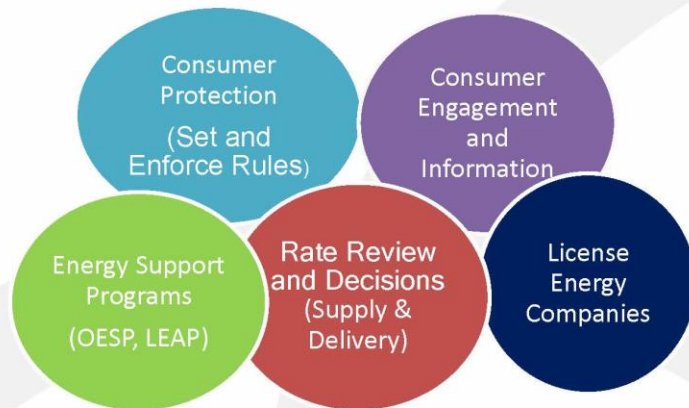 Consumer
Protection
(Set and
Enforce Rules)
Consumer
Engagement
and
Information
Energy Support
Programs
(OESP, LEAP)
Rate Review
and Decisions
(Supply &
Delivery)
License
Energy
Companies